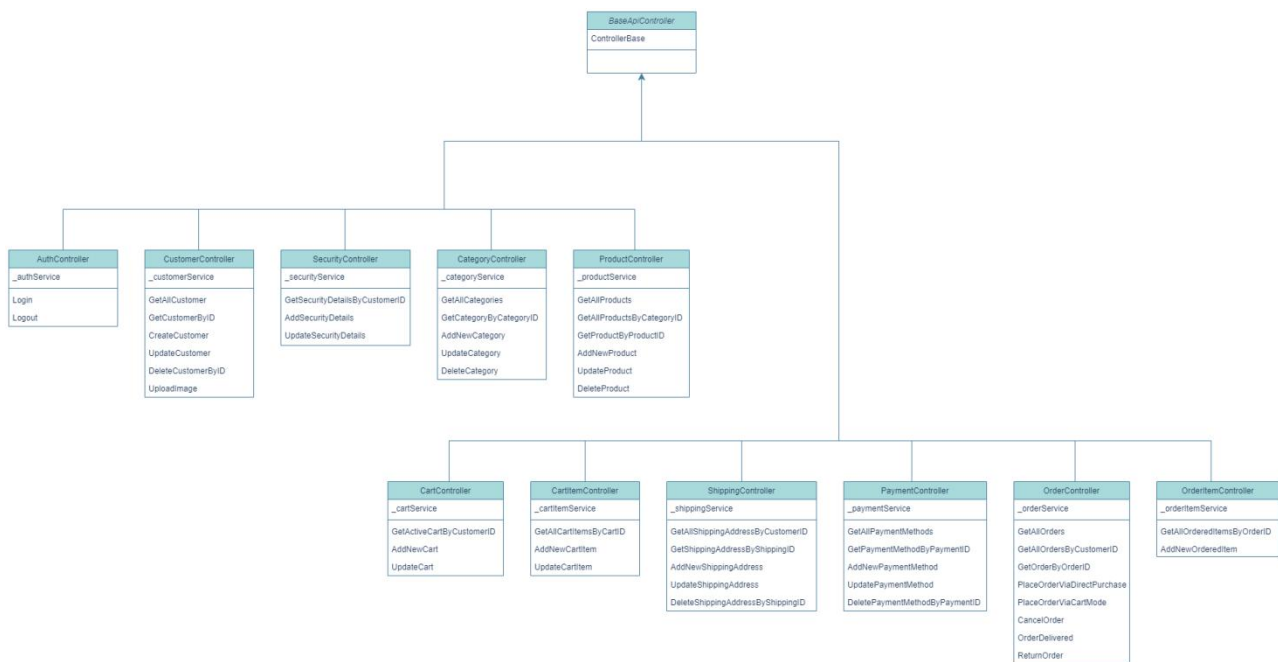 BaseApiController
ControllerBase
AuthController
_authService
Login
Logout
CustomerController
_customerService
GetAllCustomer
GetCustomerByID
CreateCustomer
UpdateCustomer
DeleteCustomerByID
UploadImage
SecurityController
_securityService
GetSecurityDetailsByCustomerID
AddSecurityDetails
UpdateSecurityDetails
CategoryController
_categoryService
GetAllCategories
GetCategoryByCategoryID
AddNewCategory
UpdateCategory
DeleteCategory
ProductController
_productService
GetAllProducts
GetAllProductsByCategoryID
GetProductByProductID
AddNewProduct
UpdateProduct
DeleteProduct
CartController
_cartService
GetActiveCartByCustomerID
AddNewCart
UpdateCart
CartItemController
_cartItemService
GetAllCartItemsByCartID
AddNewCartItem
UpdateCartItem
ShippingController
_shippingService
GetAllShippingAddressByCustomerID
GetShippingAddressByShippingID
AddNewShippingAddress
UpdateShippingAddress
DeleteShippingAddressByShippingID
PaymentController
_paymentService
GetAllPaymentMethods
GetPaymentMethodByPaymentID
AddNewPaymentMethod
UpdatePaymentMethod
DeletePaymentMethodByPaymentID
OrderController
_orderService
GetAllOrders
GetAllOrdersByCustomerID
GetOrderByOrderID
PlaceOrderViaDirectPurchase
PlaceOrderViaCartMode
CancelOrder
OrderDelivered
ReturnOrder
OrderItemController
_orderItemService
GetAllOrderedItemsByOrderID
AddNewOrderedItem